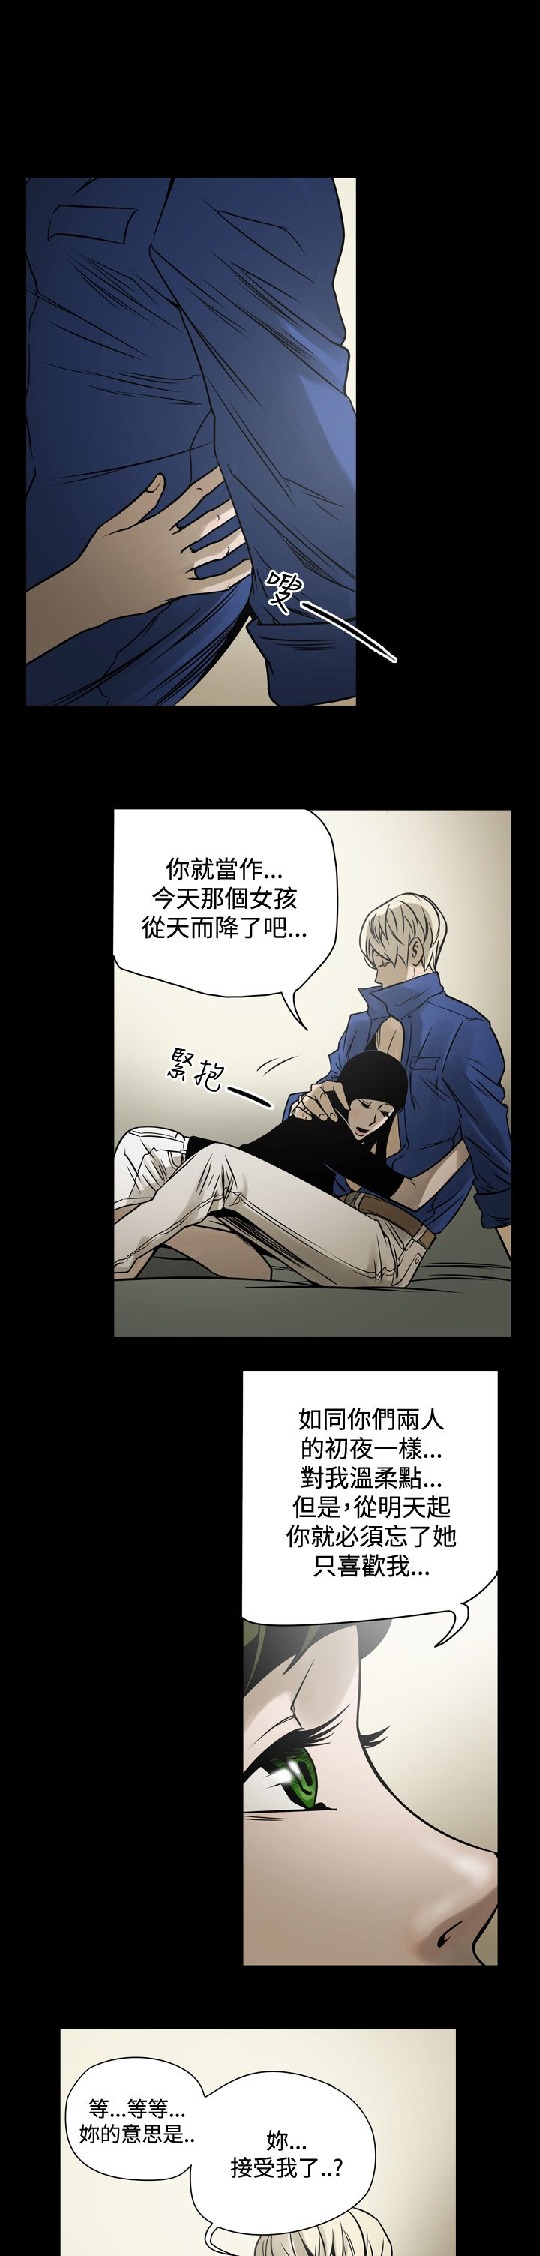 嗖
你就當作...
今天那個女孩
從天而降了吧...
緊抱
如同你們兩人
的初夜一樣...
對我溫柔點...
但是，從明天起
你就必須忘了她
只喜歡我...
等...等等...
妳的意思是..
妳...
接受我了..?